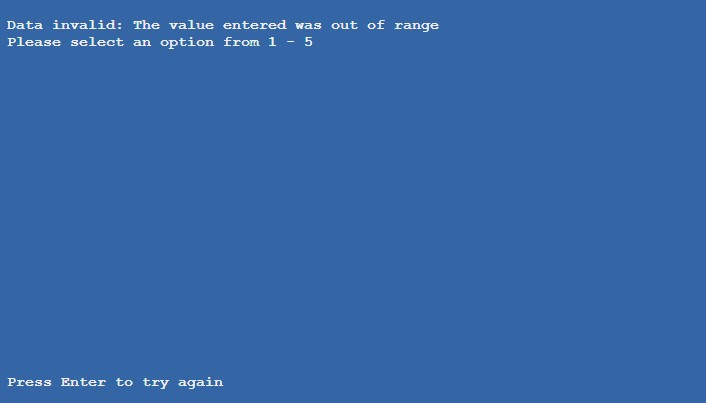 Data invalid: The value entered was out of range
Please select an option from 1 - 5
Press Enter to try again